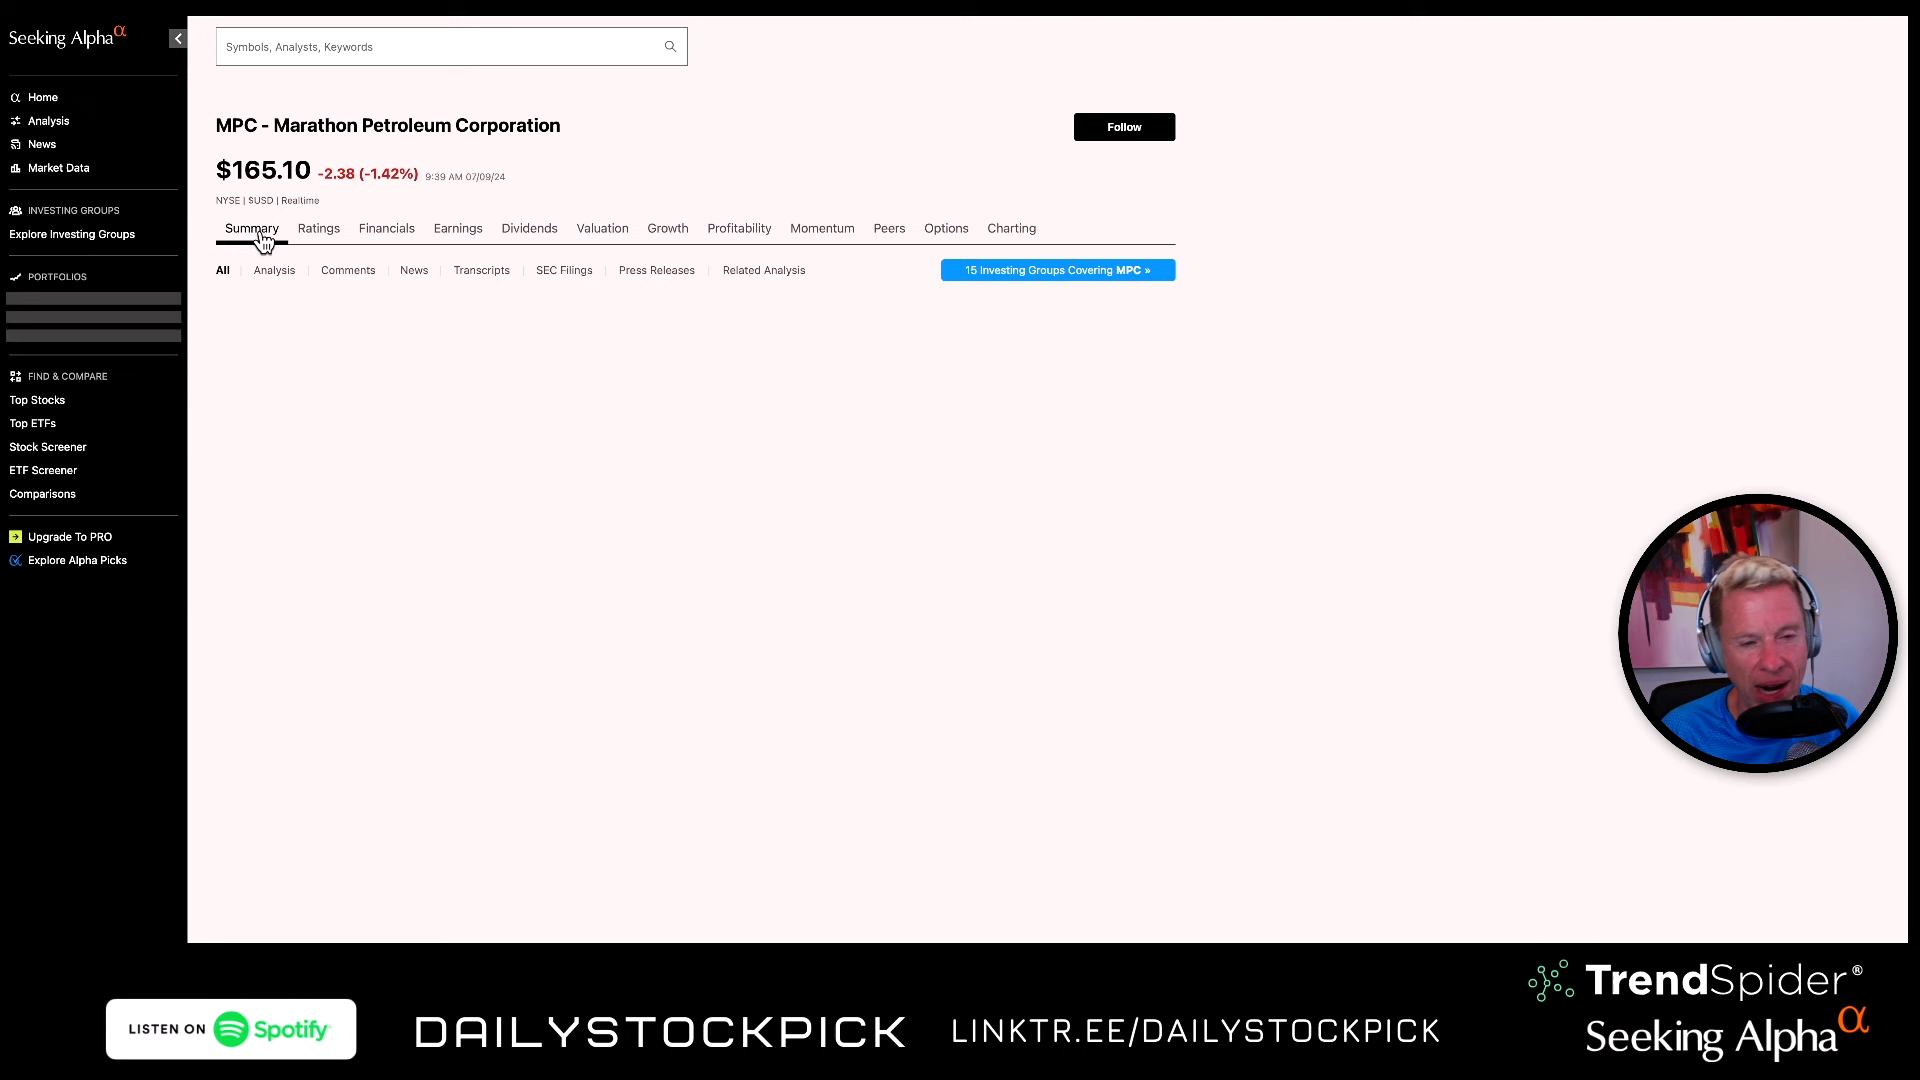 Seeking Alpha α
Symbols, Analysts, Keywords
Home
Analysis
News
Market Data
INVESTING GROUPS
Explore Investing Groups
PORTFOLIOS
FIND & COMPARE
Top Stocks
Top ETFs
Stock Screener
ETF Screener
Comparisons
Upgrade To PRO
Explore Alpha Picks
MPC - Marathon Petroleum Corporation
Follow
$165.10 -2.38 (-1.42%) 9:39 AM 07/09/24
NYSE | $USD | Realtime
Summary Ratings Financials Earnings Dividends Valuation Growth Profitability Momentum Peers Options Charting
All Analysis Comments News Transcripts SEC Filings Press Releases Related Analysis
15 Investing Groups Covering MPC »
LISTEN ON Spotify
DAILYSTOCKPICK
LINKTR.EE/DAILYSTOCKPICK
TrendSpider®
Seeking Alpha α